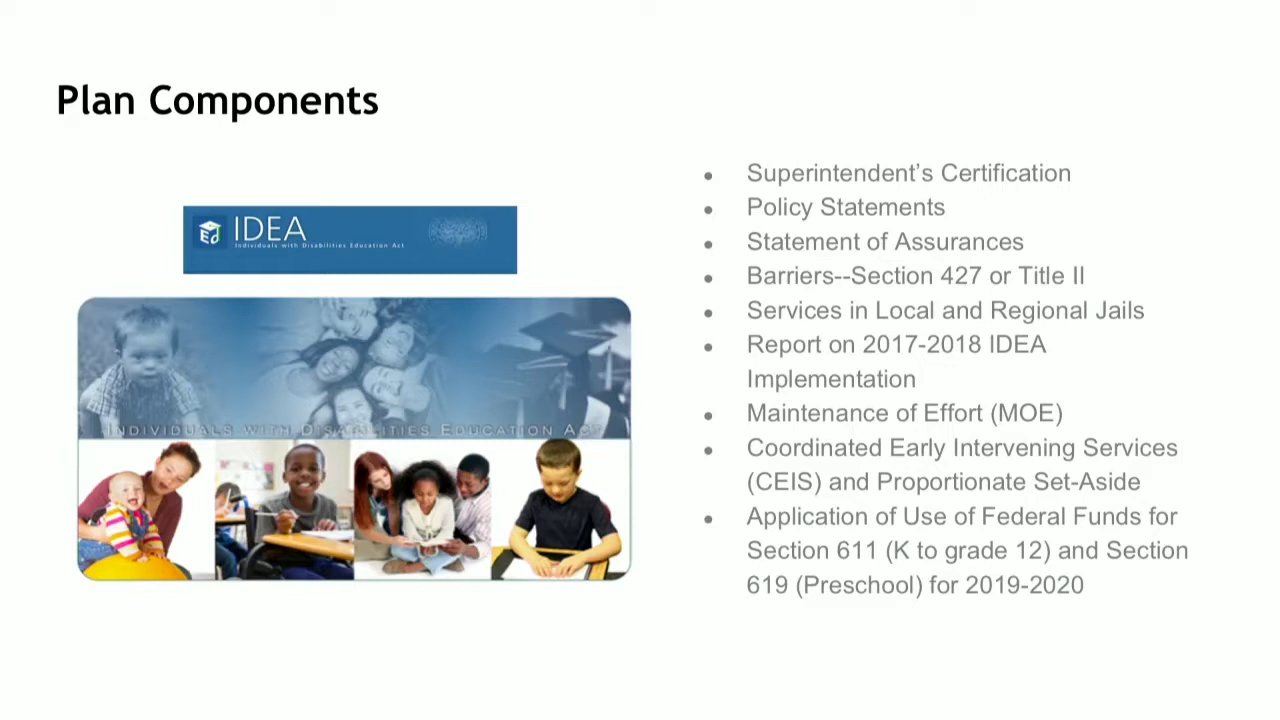 Plan Components
IDEA
Individuals with Disabilities Education Act
INDIVIDUALS WITH DISABILITIES EDUCATION ACT
● Superintendent’s Certification
● Policy Statements
● Statement of Assurances
● Barriers--Section 427 or Title II
● Services in Local and Regional Jails
● Report on 2017-2018 IDEA
Implementation
● Maintenance of Effort (MOE)
● Coordinated Early Intervening Services
(CEIS) and Proportionate Set-Aside
● Application of Use of Federal Funds for
Section 611 (K to grade 12) and Section
619 (Preschool) for 2019-2020